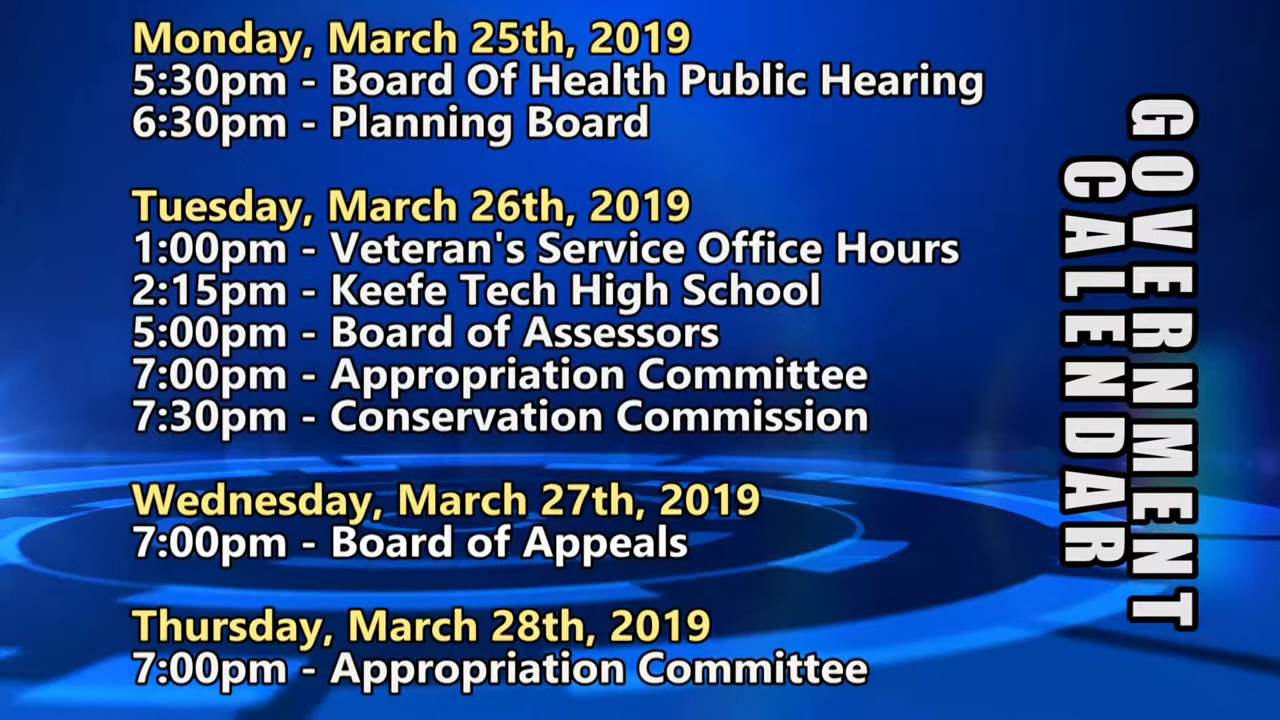 Monday, March 25th, 2019
5:30pm - Board Of Health Public Hearing
6:30pm - Planning Board
Tuesday, March 26th, 2019
1:00pm - Veteran's Service Office Hours
2:15pm - Keefe Tech High School
5:00pm - Board of Assessors
7:00pm - Appropriation Committee
7:30pm - Conservation Commission
Wednesday, March 27th, 2019
7:00pm - Board of Appeals
Thursday, March 28th, 2019
7:00pm - Appropriation Committee
GOVERNMENT
CALENDAR